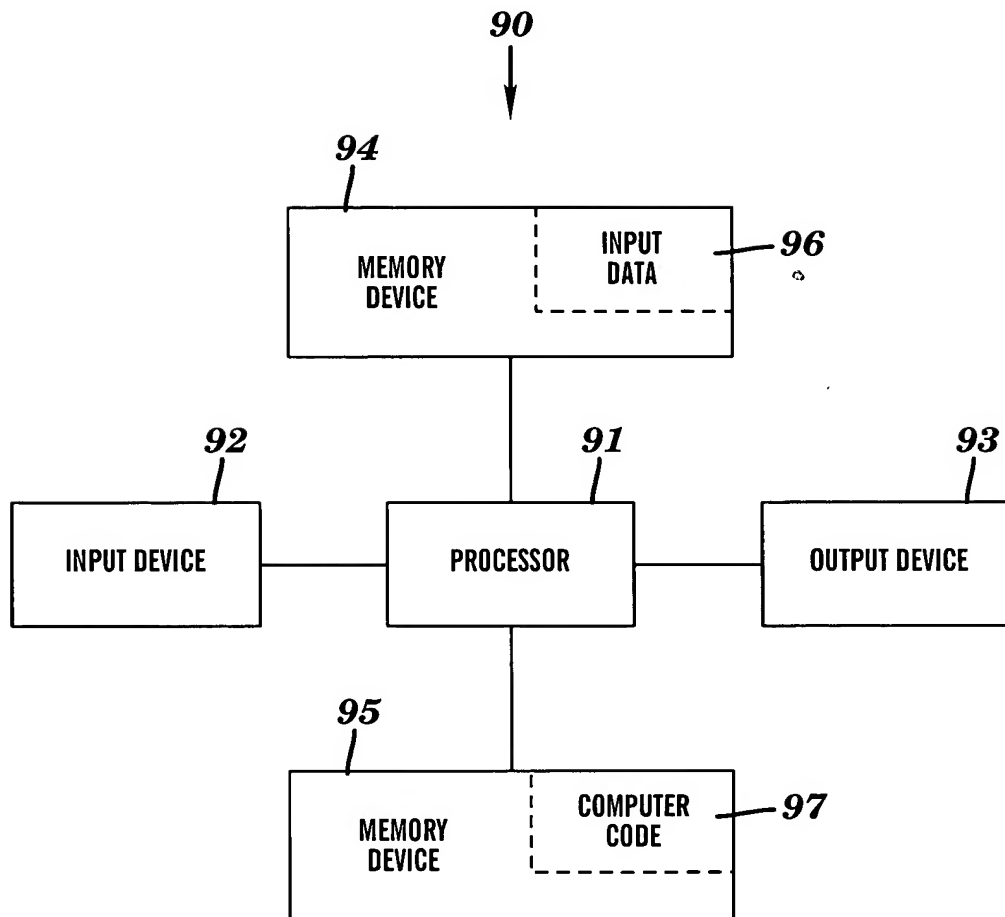 90
94
INPUT
DATA
96
MEMORY
DEVICE
92
91
93
INPUT DEVICE
PROCESSOR
OUTPUT DEVICE
95
COMPUTER
CODE
97
MEMORY
DEVICE